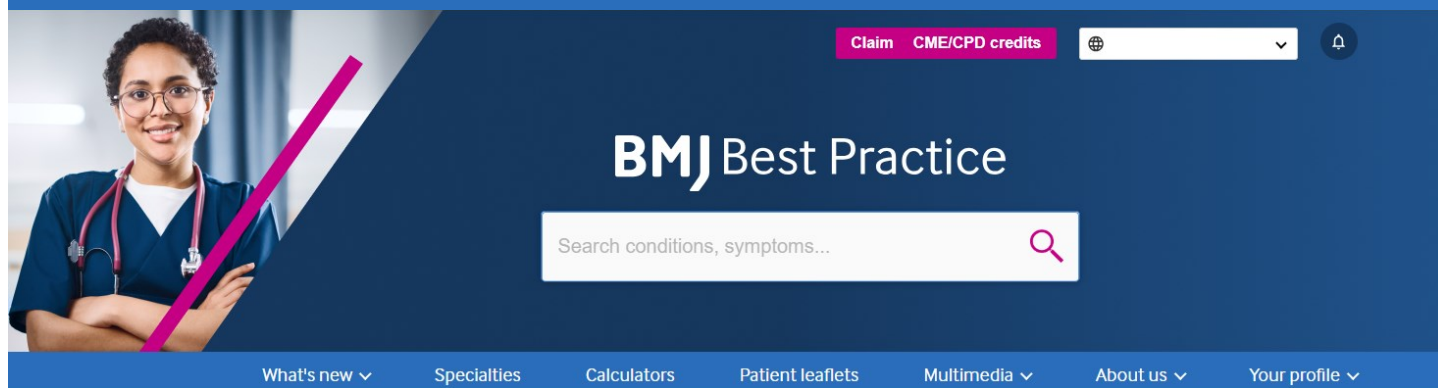 Claim CME/CPD credits
BMJ Best Practice
Search conditions, symptoms...
What's new Specialties Calculators Patient leaflets Multimedia About us Your profile